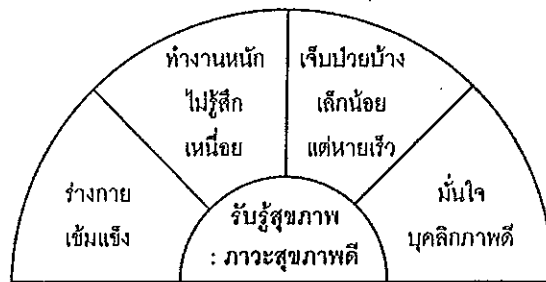 ทำงานหนัก
ไม่รู้สึก
เหนื่อย
เจ็บป่วยบ้าง
เล็กน้อย
แต่หายเร็ว
ร่างกาย
เข้มแข็ง
มั่นใจ
บุคลิกภาพดี
รับรู้สุขภาพ
: ภาวะสุขภาพดี